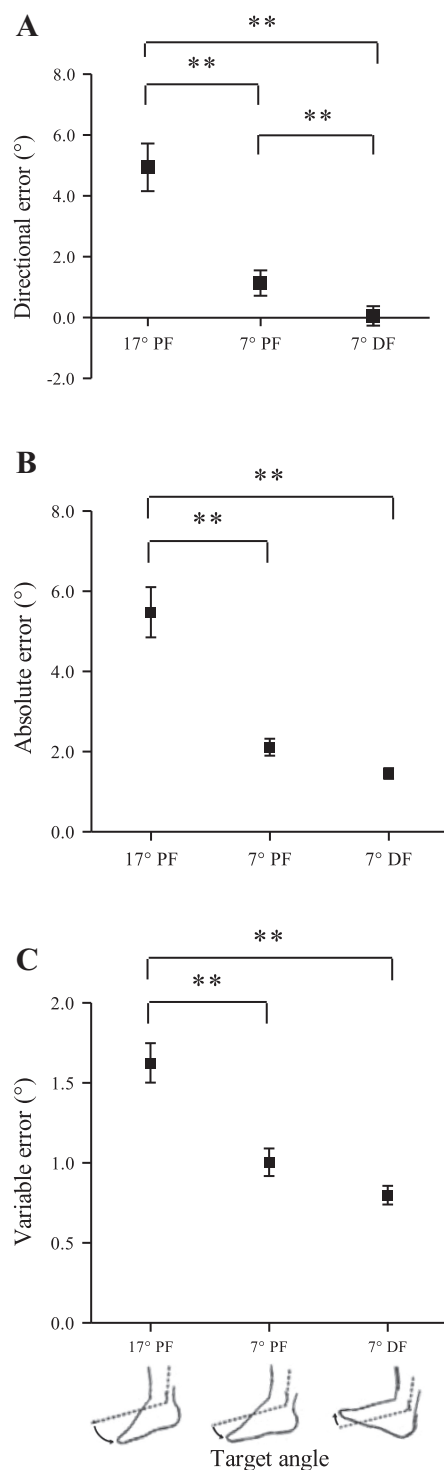 A
**
**
**
8.0
6.0
4.0
2.0
0.0
-2.0
Directional error (°)
17° PF 7° PF 7° DF
B
**
**
8.0
6.0
4.0
2.0
0.0
Absolute error (°)
17° PF 7° PF 7° DF
C
**
**
2.0
1.5
1.0
0.5
0.0
Variable error (°)
17° PF 7° PF 7° DF
Target angle